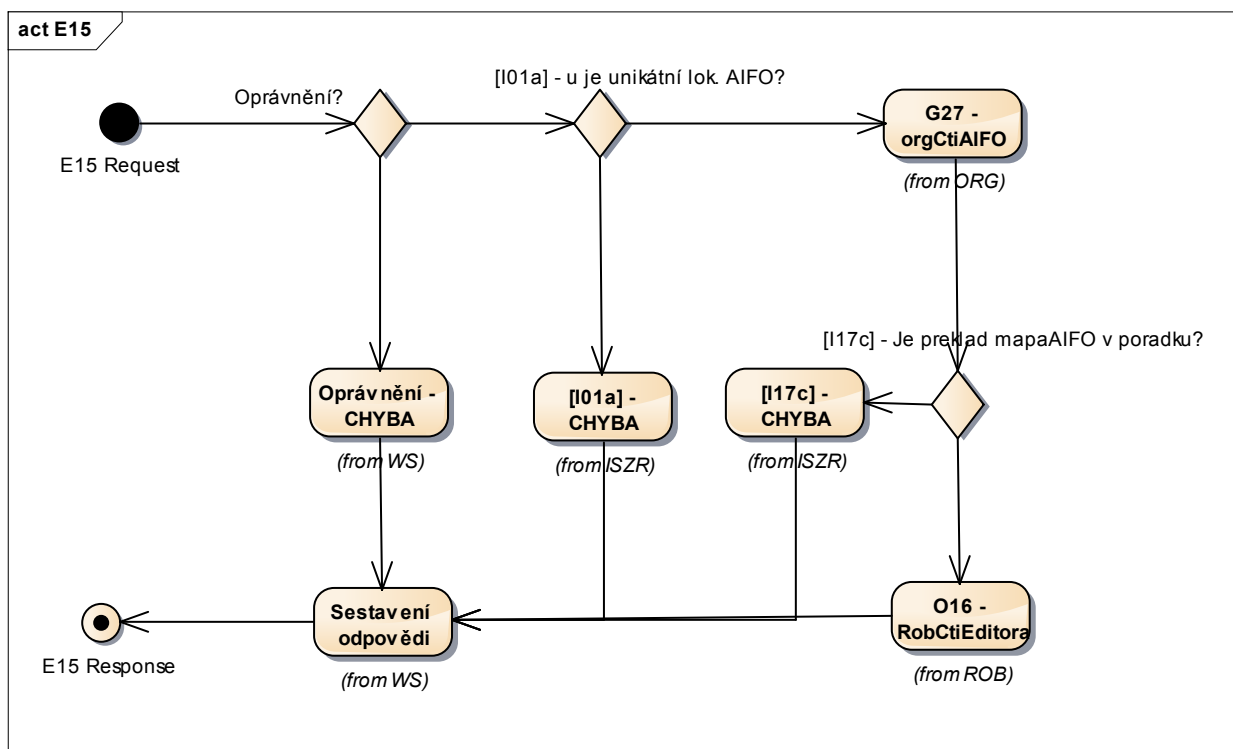 act E15
[I01a] - u je unikátní lok. AIFO?
Oprávnění?
G27 -
orgCtiAIFO
E15 Request
(from ORG)
[I17c] - Je preklad mapaAIFO v poradku?
Oprávnění -
CHYBA
[I01a] -
CHYBA
[I17c] -
CHYBA
(from WS)
(from ISZR)
(from ISZR)
Sestavení
odpovědi
O16 -
RobCtiEditora
E15 Response
(from WS)
(from ROB)